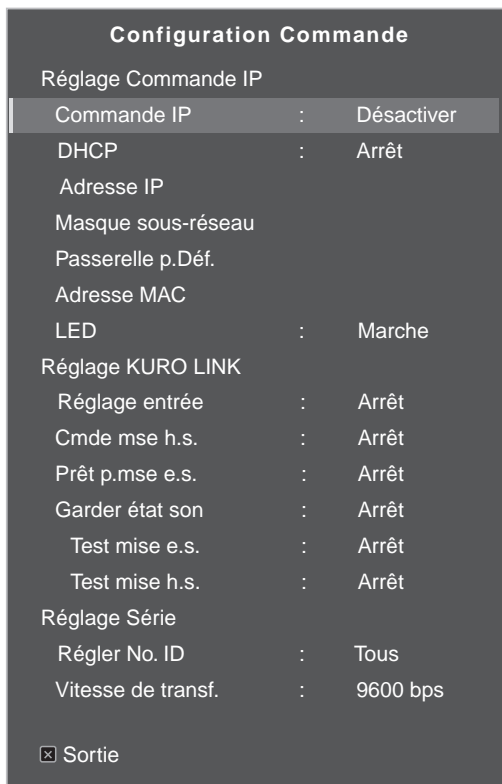 Configuration Commande
Réglage Commande IP
Commande IP : Désactiver
DHCP : Arrêt
Adresse IP
Masque sous-réseau
Passerelle p.Déf.
Adresse MAC
LED : Marche
Réglage KURO LINK
Réglage entrée : Arrêt
Cmde mse h.s. : Arrêt
Prêt p.mse e.s. : Arrêt
Garder état son : Arrêt
Test mise e.s. : Arrêt
Test mise h.s. : Arrêt
Réglage Série
Régler No. ID : Tous
Vitesse de transf. : 9600 bps
Sortie